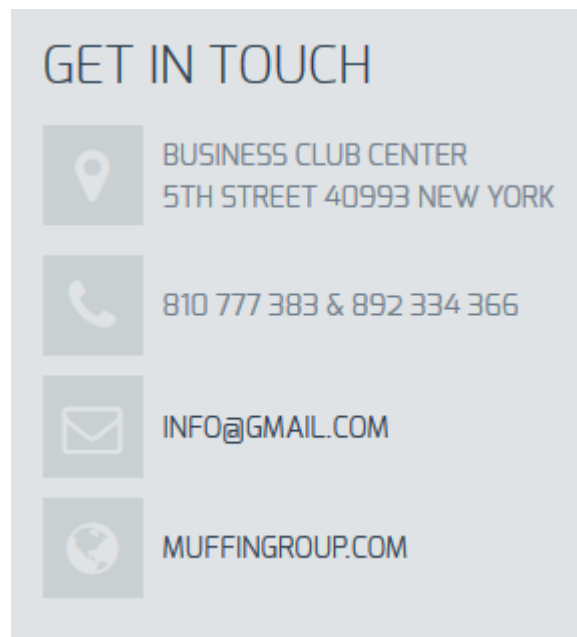 GET IN TOUCH
BUSINESS CLUB CENTER
5TH STREET 40993 NEW YORK
810 777 383 & 892 334 366
INFO@GMAIL.COM
MUFFINGROUP.COM